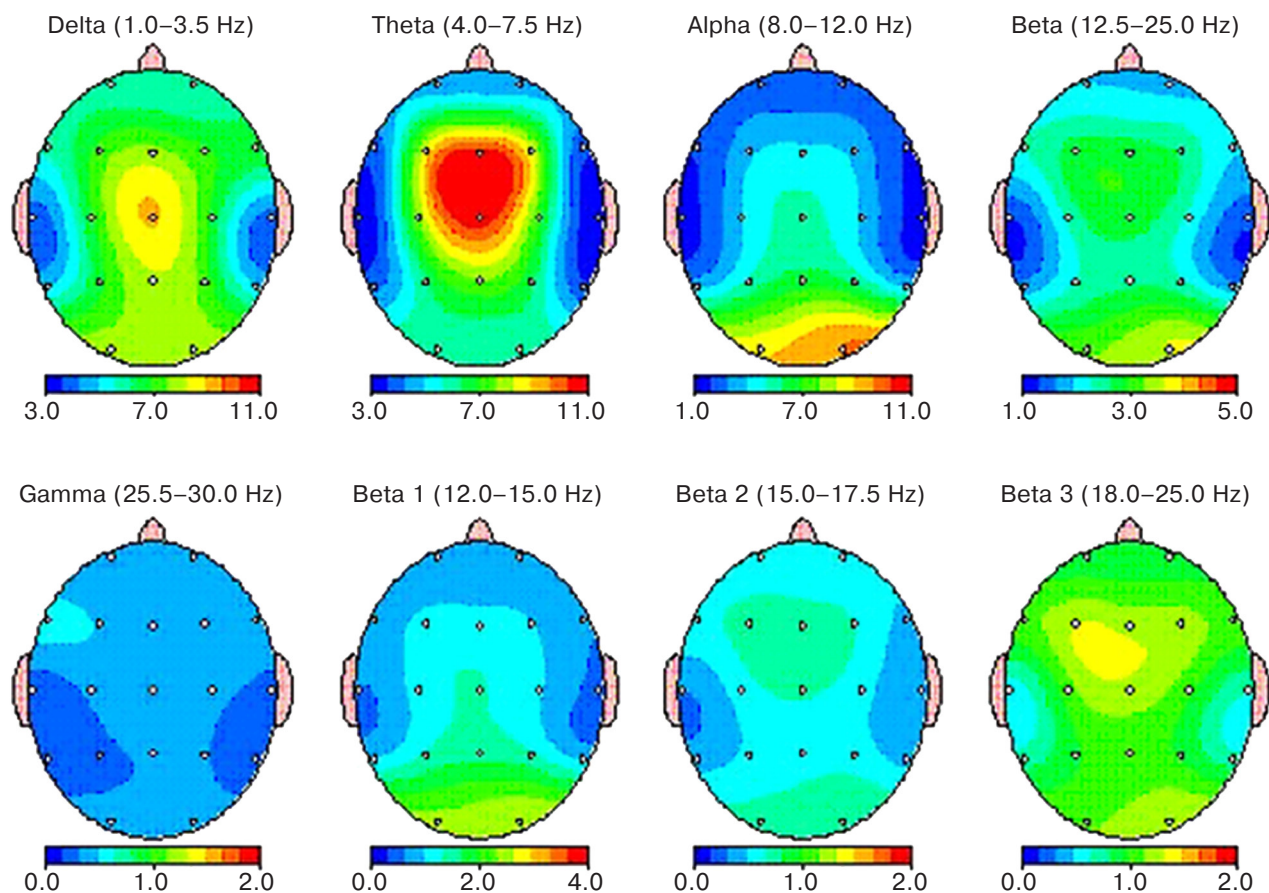 Delta (1.0–3.5 Hz) Theta (4.0–7.5 Hz) Alpha (8.0–12.0 Hz) Beta (12.5–25.0 Hz)
3.0 7.0 11.0 3.0 7.0 11.0 1.0 7.0 11.0 1.0 3.0 5.0
Gamma (25.5–30.0 Hz) Beta 1 (12.0–15.0 Hz) Beta 2 (15.0–17.5 Hz) Beta 3 (18.0–25.0 Hz)
0.0 1.0 2.0 0.0 2.0 4.0 0.0 1.0 2.0 0.0 1.0 2.0